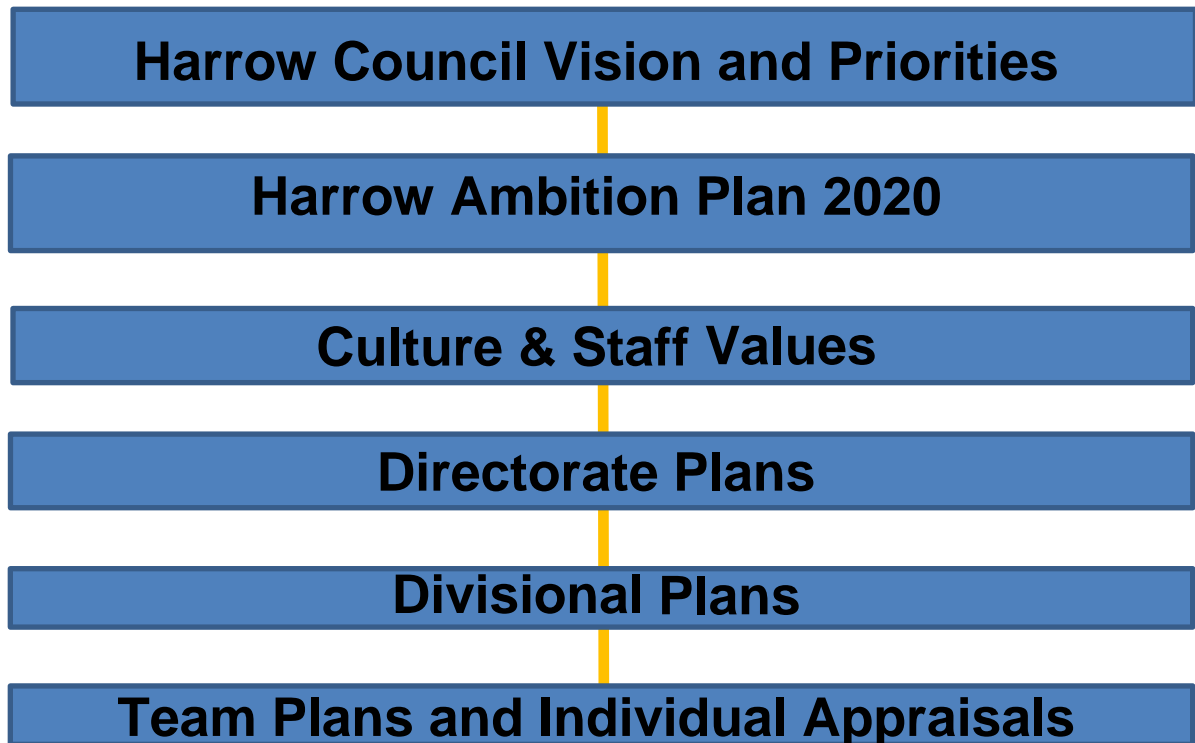 Harrow Council Vision and Priorities
Harrow Ambition Plan 2020
Culture & Staff Values
Directorate Plans
Divisional Plans
Team Plans and Individual Appraisals